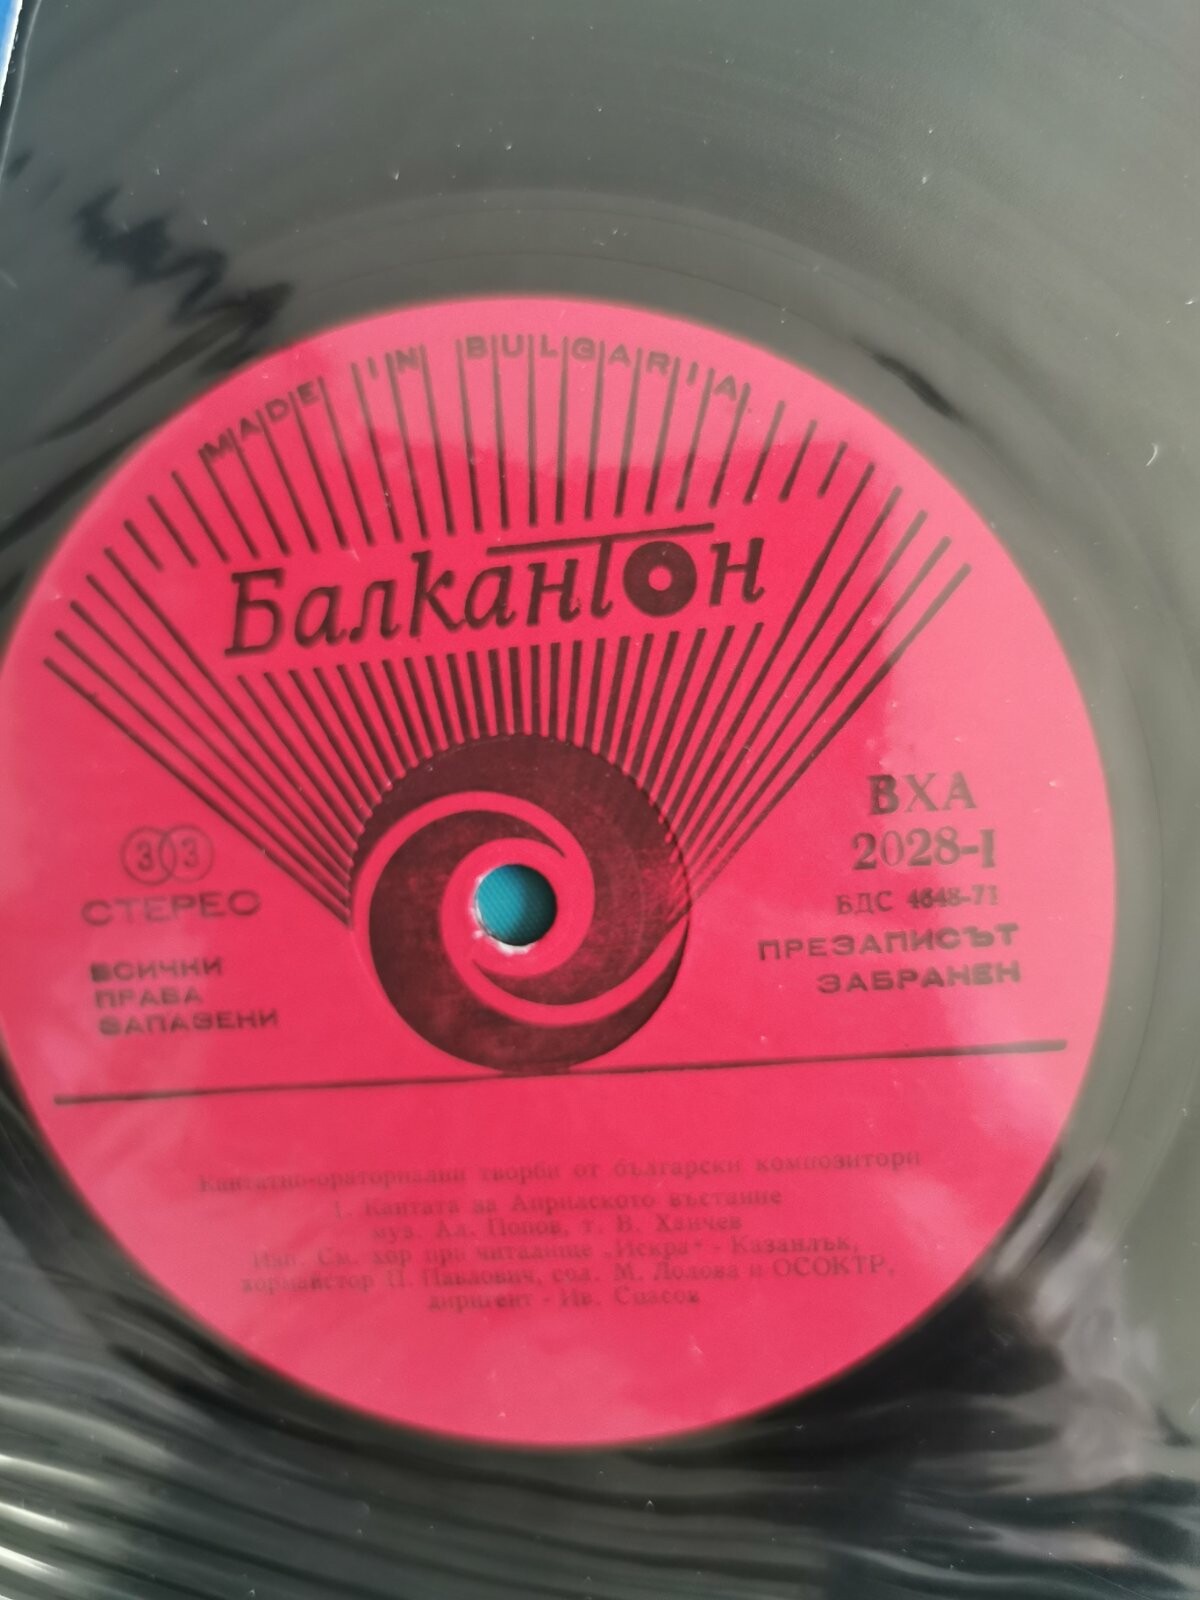 MADE IN BULGARIA
Балкантон
33
СТЕРЕО
ВСИЧКИ
ПРАВА
ЗАПАЗЕНИ
ВХА
2028-I
БДС 4648-71
ПРЕЗАПИСЪТ
ЗАБРАНЕН
Кантатно-ораториални творби от български композитори
1. Кантата за Априлското въстание
муз. Ал. Попов, т. В. Ханчев
Изп. См. хор при читалище „Искра" - Казанлък,
хормайстор П. Павлович, сол. М. Лолова и ОСОКТР,
диригент - Ив. Спасов